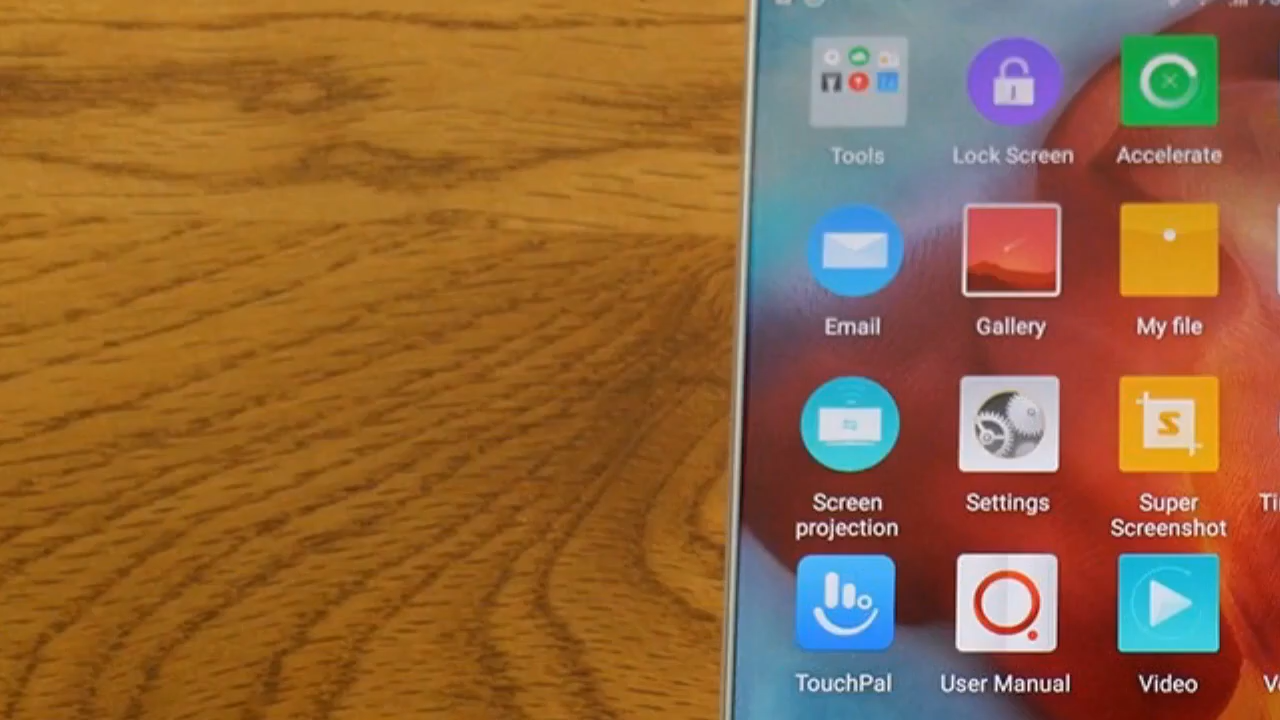 Tools
Lock Screen
Accelerate
Email
Gallery
My file
Screen
projection
Settings
Super
Screenshot
TouchPal
User Manual
Video